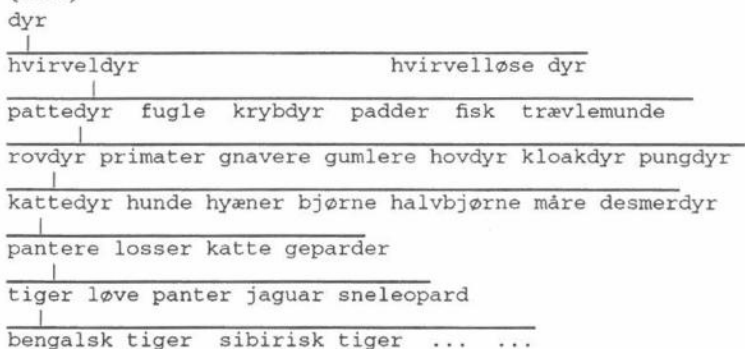 dyr
hvirveldyr hvirvelløse dyr
pattedyr fugle krybdyr padder fisk trævlemunde
rovdyr primater gnavere gumlere hovdyr kloakdyr pungdyr
kattedyr hunde hyæner bjørne halvbjørne måre desmerdyr
pantere losser katte geparder
tiger løve panter jaguar sneleopard
bengalsk tiger sibirisk tiger ... ...